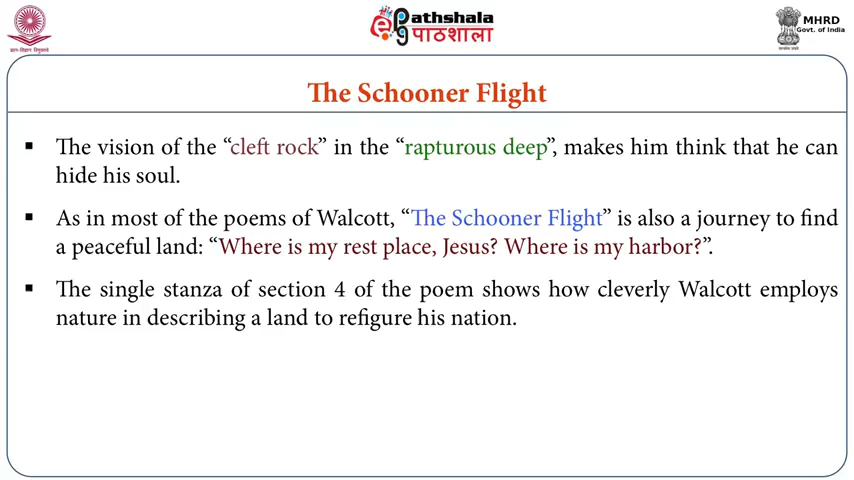 ePathshala
पाठशाला
MHRD
Govt. of India
The Schooner Flight
▪ The vision of the “cleft rock” in the “rapturous deep”, makes him think that he can
hide his soul.
▪ As in most of the poems of Walcott, “The Schooner Flight” is also a journey to find
a peaceful land: “Where is my rest place, Jesus? Where is my harbor?”.
▪ The single stanza of section 4 of the poem shows how cleverly Walcott employs
nature in describing a land to refigure his nation.